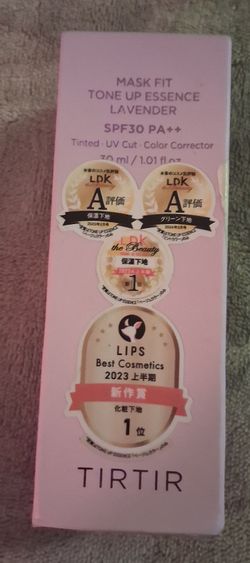 MASK FIT
TONE UP ESSENCE
LAVENDER
SPF30 PA++
Tinted · UV Cut · Color Corrector
30 ml / 1.01 fl.oz
LDK
A評価
保湿下地
LDK
A評価
グリーン下地
LDK
the Beauty
保湿下地
1
LIPS
Best Cosmetics
2023 上半期
新作賞
化粧下地
1位
TIRTIR